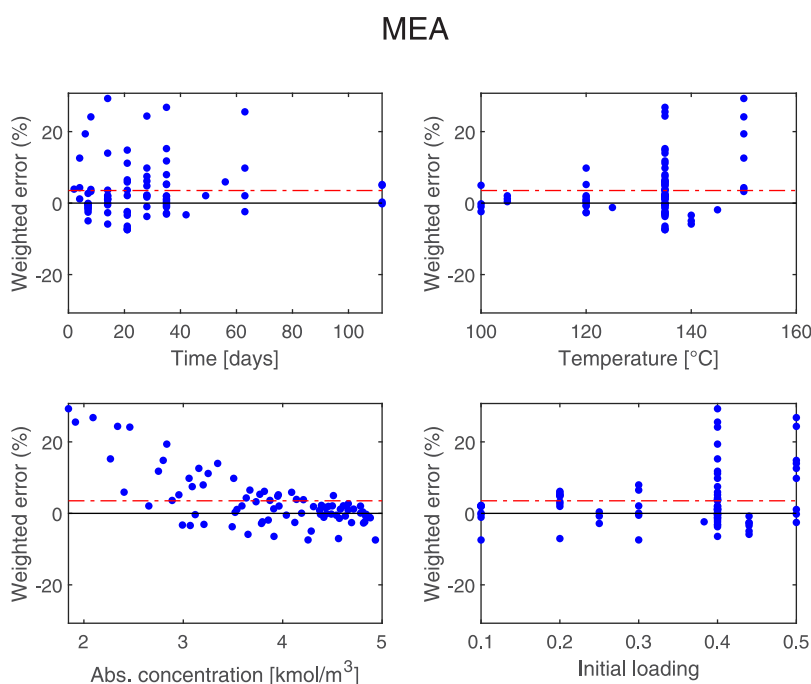 MEA
Weighted error (%)
20
0
-20
0 20 40 60 80 100
Time [days]
Weighted error (%)
20
0
-20
100 120 140 160
Temperature [°C]
Weighted error (%)
20
0
-20
2 3 4 5
Abs. concentration [kmol/m³]
Weighted error (%)
20
0
-20
0.1 0.2 0.3 0.4 0.5
Initial loading